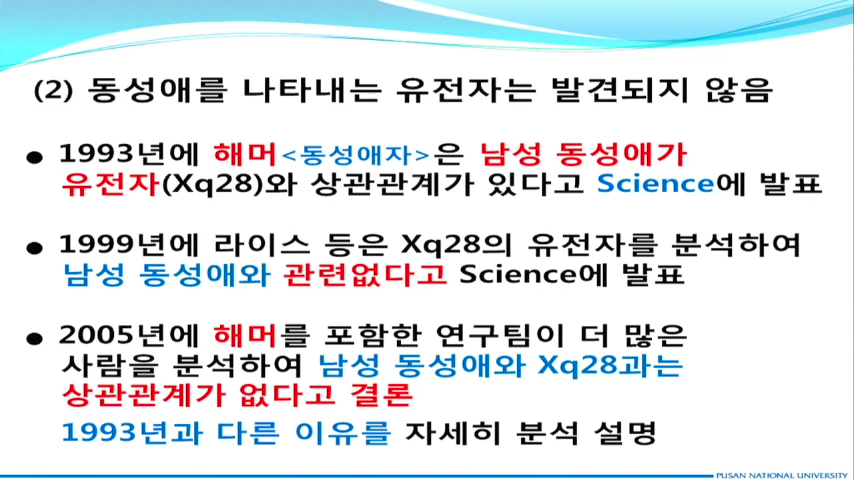 (2) 동성애를 나타내는 유전자는 발견되지 않음
● 1993년에 해머<동성애자>은 남성 동성애가
유전자(Xq28)와 상관관계가 있다고 Science에 발표
● 1999년에 라이스 등은 Xq28의 유전자를 분석하여
남성 동성애와 관련없다고 Science에 발표
● 2005년에 해머를 포함한 연구팀이 더 많은
사람을 분석하여 남성 동성애와 Xq28과는
상관관계가 없다고 결론
1993년과 다른 이유를 자세히 분석 설명
PUSAN NATIONAL UNIVERSITY